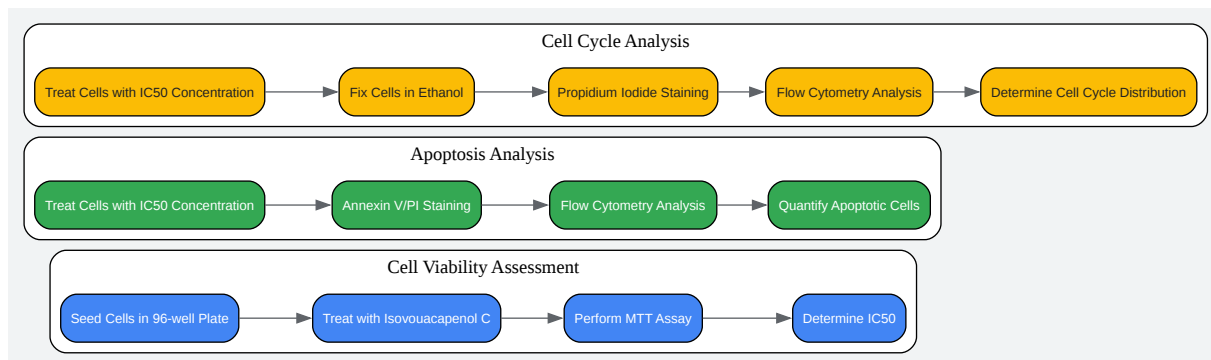 Cell Cycle Analysis
Treat Cells with IC50 Concentration
Fix Cells in Ethanol
Propidium Iodide Staining
Flow Cytometry Analysis
Determine Cell Cycle Distribution
Apoptosis Analysis
Treat Cells with IC50 Concentration
Annexin V/PI Staining
Flow Cytometry Analysis
Quantify Apoptotic Cells
Cell Viability Assessment
Seed Cells in 96-well Plate
Treat with Isovouacapenol C
Perform MTT Assay
Determine IC50